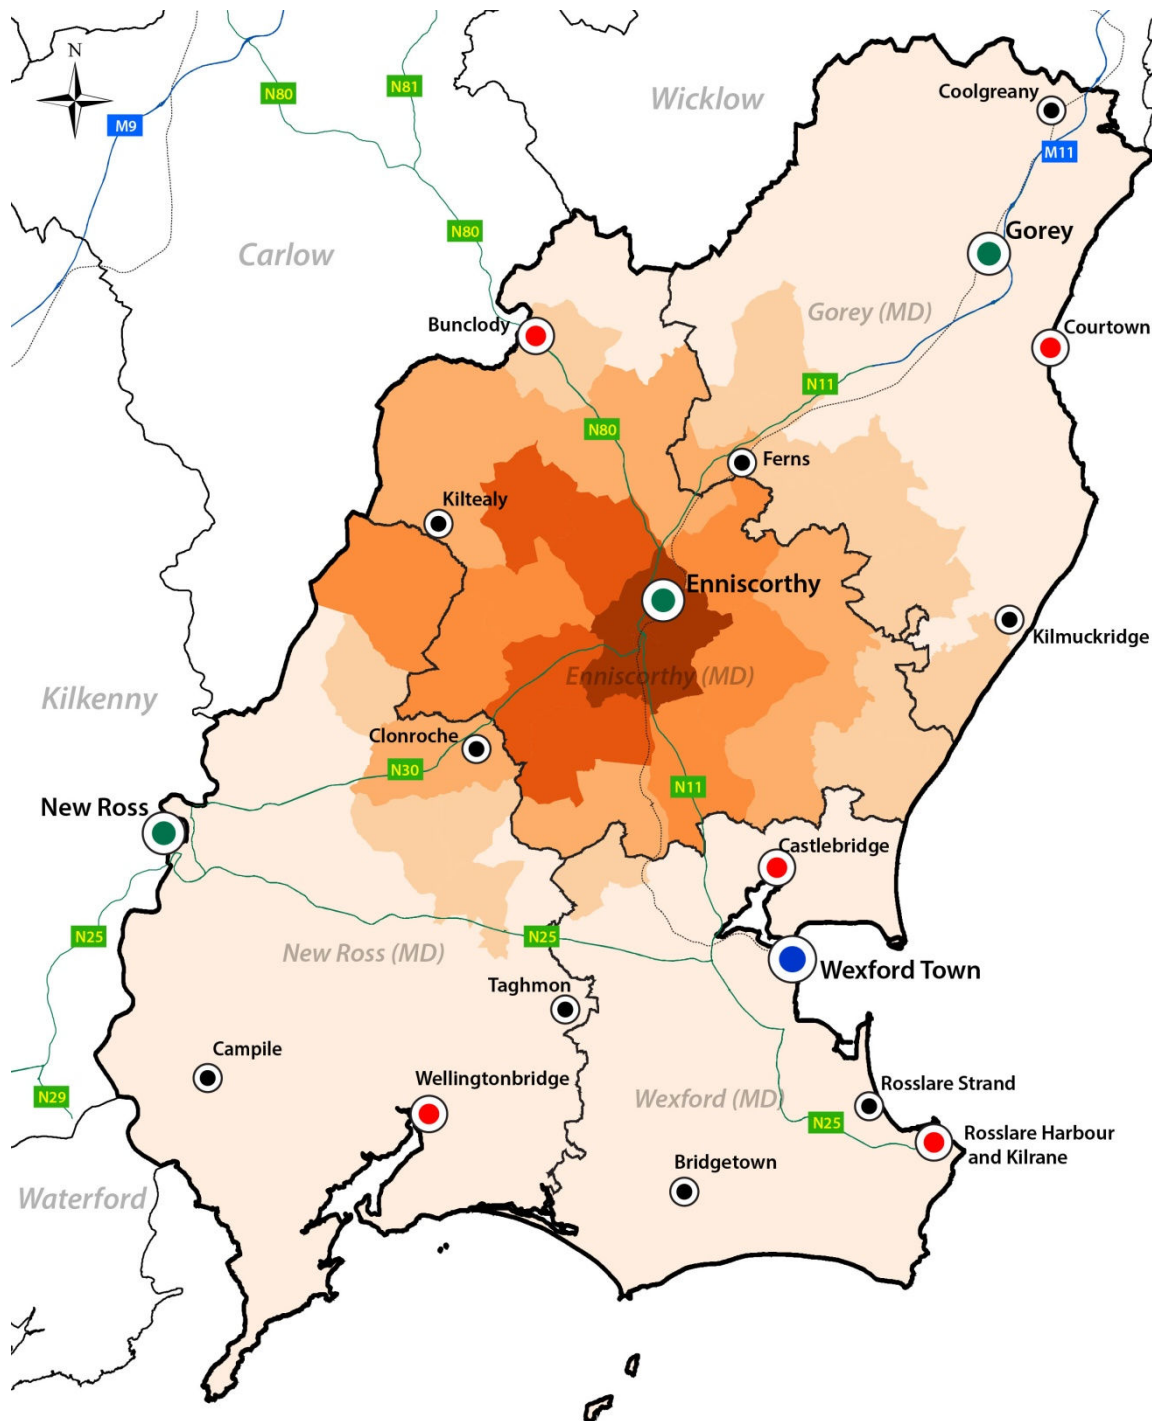 N
N80
N81
Wicklow
Coolgreany
M9
M11
N80
Gorey
Carlow
Gorey (MD)
Bunclody
Courtown
N11
N80
Ferns
Kiltealy
Enniscorthy
Kilmuckridge
Enniscorthy (MD)
Kilkenny
Clonroche
N30
N11
New Ross
Castlebridge
N25
N25
New Ross (MD)
Wexford Town
Taghmon
Campile
Wellingtonbridge
Rosslare Strand
N29
Wexford (MD)
N25
Rosslare Harbour
and Kilrane
Bridgetown
Waterford